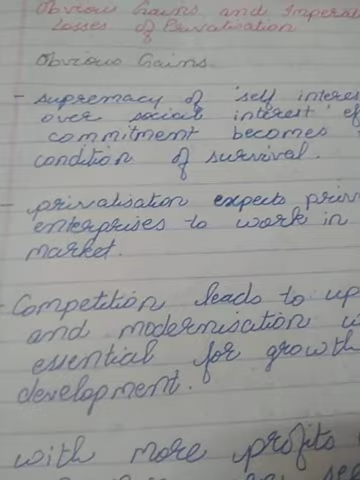 Obvious Gains and Imperal
Losses of Privatisation
Obvious Gains
- supremacy of self interes
over social interest ef
commitment becomes
condition of survival.
- privatisation expects priv
enterprises to work in
market.
- Competition leads to up
and modernisation w
essential for growth
development.
with more profits